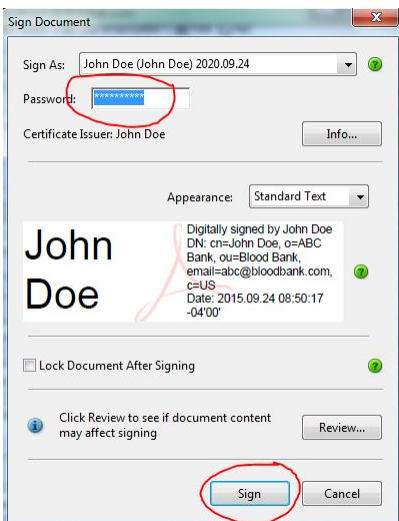 Sign Document
x
Sign As: John Doe (John Doe) 2020.09.24
Password: **********
Certificate Issuer: John Doe Info...
Appearance: Standard Text
John
Doe
Digitally signed by John Doe
DN: cn=John Doe, o=ABC
Bank, ou=Blood Bank,
email=abc@bloodbank.com,
c=US
Date: 2015.09.24 08:50:17
-04'00'
Lock Document After Signing
Click Review to see if document content
may affect signing
Review...
Sign Cancel